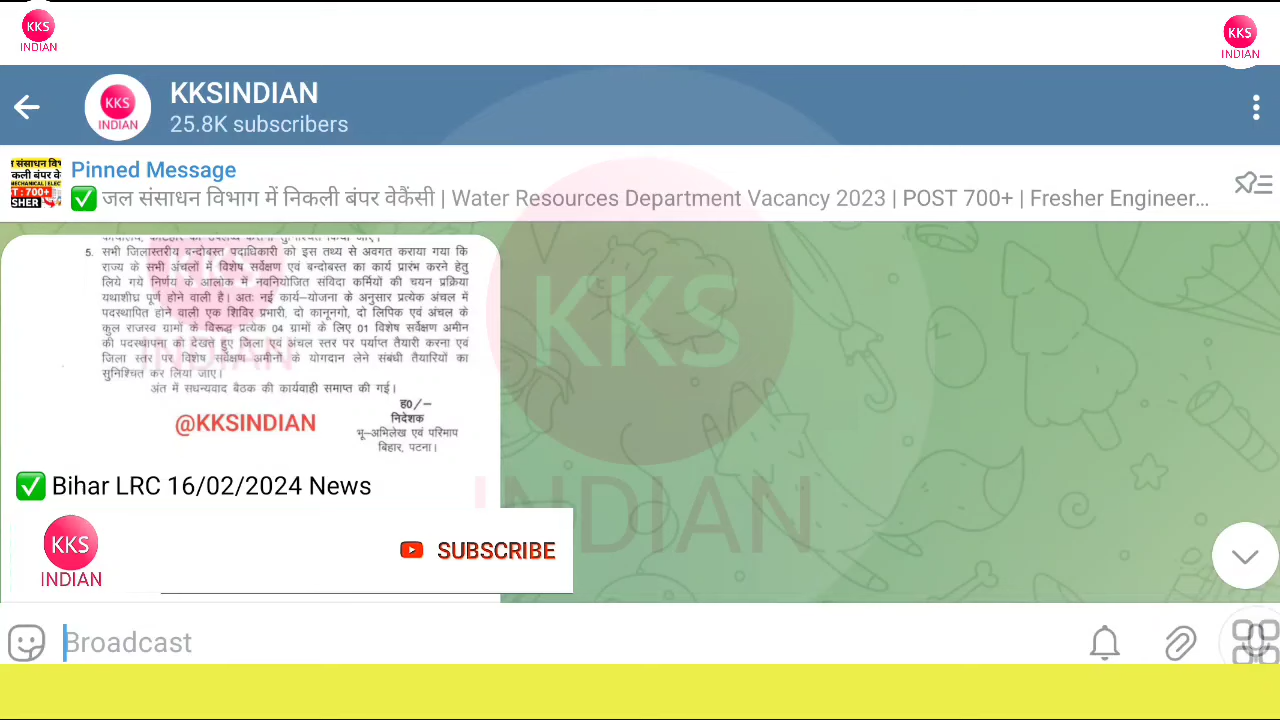 KKS
INDIAN
KKS
INDIAN
KKS
INDIAN
KKSINDIAN
25.8K subscribers
Pinned Message
✅ जल संसाधन विभाग में निकली बंपर वेकैंसी | Water Resources Department Vacancy 2023 | POST 700+ | Fresher Engineer...
5. सभी जिलास्तरीय बन्दोबस्त पदाधिकारी को इस तथ्य से अवगत कराया गया कि
राज्य के सभी अंचलों में विशेष सर्वेक्षण एवं बन्दोबस्त का कार्य प्रारंभ करने हेतु
लिये गये निर्णय के आलोक में नवनियोजित संविदा कर्मियों की चयन प्रक्रिया
यथाशीघ्र पूर्ण होने वाली है। अतः नई कार्य–योजना के अनुसार प्रत्येक अंचल में
पदस्थापित होने वाली एक शिविर प्रभारी, दो कानूनगो, दो लिपिक एवं अंचल के
कुल राजस्व ग्रामों के विरूद्ध प्रत्येक 04 ग्रामों के लिए 01 विशेष सर्वेक्षण अमीन
की पदस्थापना को देखते हुए जिला एवं अंचल स्तर पर पर्याप्त तैयारी करना एवं
जिला स्तर पर विशेष सर्वेक्षण अमीनों के योगदान लेने संबंधी तैयारियों का
सुनिश्चित कर लिया जाए।
अंत में सधन्यवाद बैठक की कार्यवाही समाप्त की गई।
ह0/–
निदेशक
@KKSINDIAN
भू–अभिलेख एवं परिमाप
बिहार, पटना।
✅ Bihar LRC 16/02/2024 News
KKS
INDIAN
KKS
INDIAN
SUBSCRIBE
Broadcast